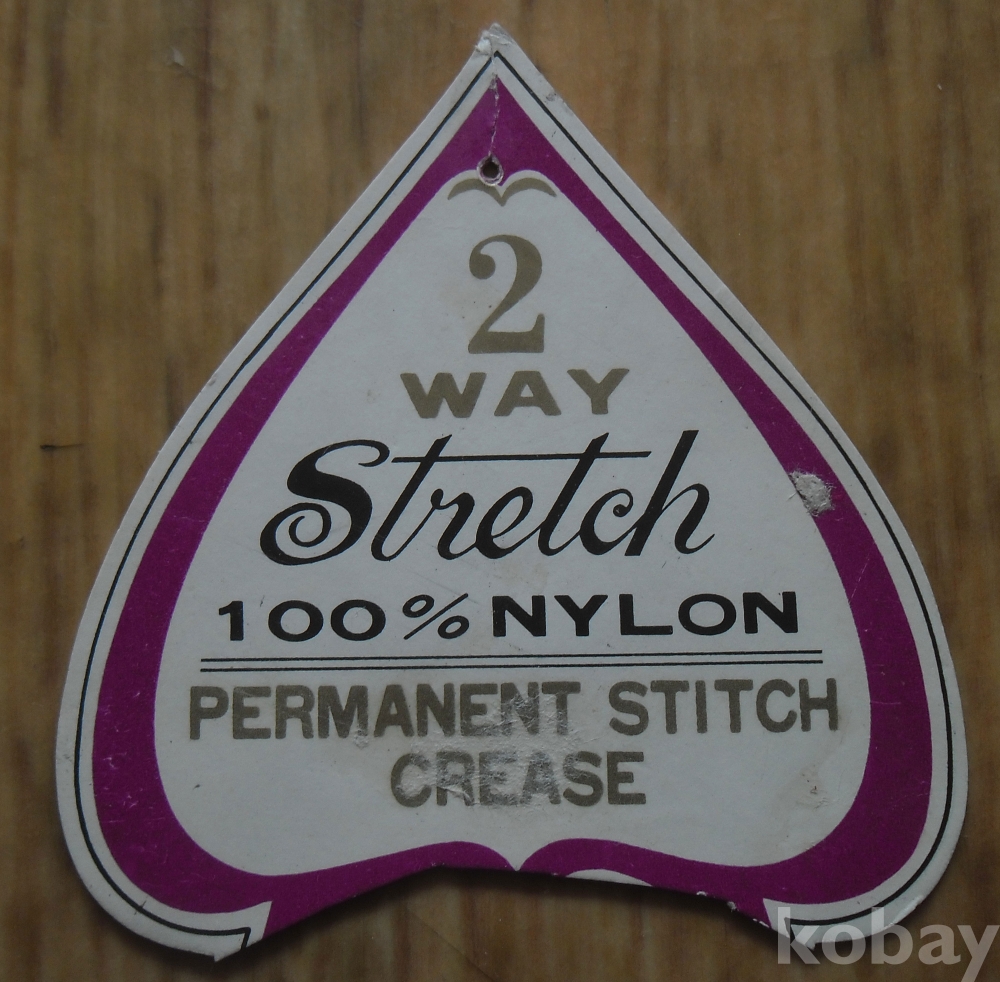 2
WAY
Stretch
100% NYLON
PERMANENT STITCH
CREASE
kobay